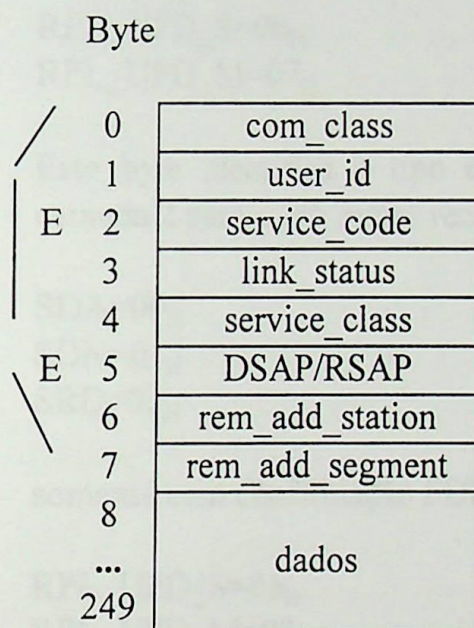 Byte
0 com_class
1 user_id
E 2 service_code
3 link_status
4 service_class
E 5 DSAP/RSAP
6 rem_add_station
7 rem_add_segment
8
... dados
249